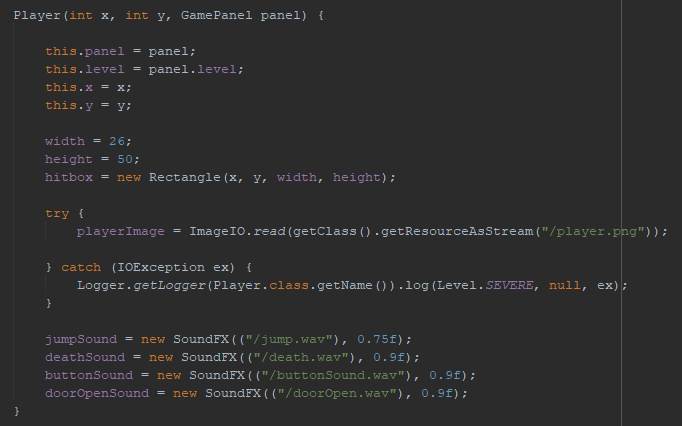 Player(int x, int y, GamePanel panel) {
this.panel = panel;
this.level = panel.level;
this.x = x;
this.y = y;
width = 26;
height = 50;
hitbox = new Rectangle(x, y, width, height);
try {
playerImage = ImageIO.read(getClass().getResourceAsStream("/player.png"));
} catch (IOException ex) {
Logger.getLogger(Player.class.getName()).log(Level.SEVERE, null, ex);
}
jumpSound = new SoundFX(("/jump.wav"), 0.75f);
deathSound = new SoundFX(("/death.wav"), 0.9f);
buttonSound = new SoundFX(("/buttonSound.wav"), 0.9f);
doorOpenSound = new SoundFX(("/doorOpen.wav"), 0.9f);
}